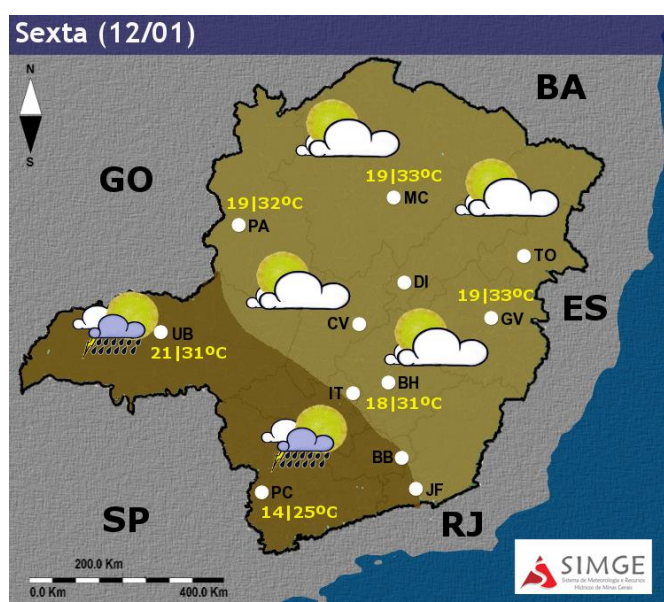 Sexta (12/01)
N
S
BA
GO
19|33ºC
MC
19|32ºC
PA
TO
DI
19|33ºC
ES
CV
GV
UB
21|31ºC
BH
IT
18|31ºC
BB
PC
JF
14|25ºC
SP
RJ
200.0 Km
0.0 Km
400.0 Km
SIMGE
Sistema de Meteorologia e Recursos
Hídricos de Minas Gerais